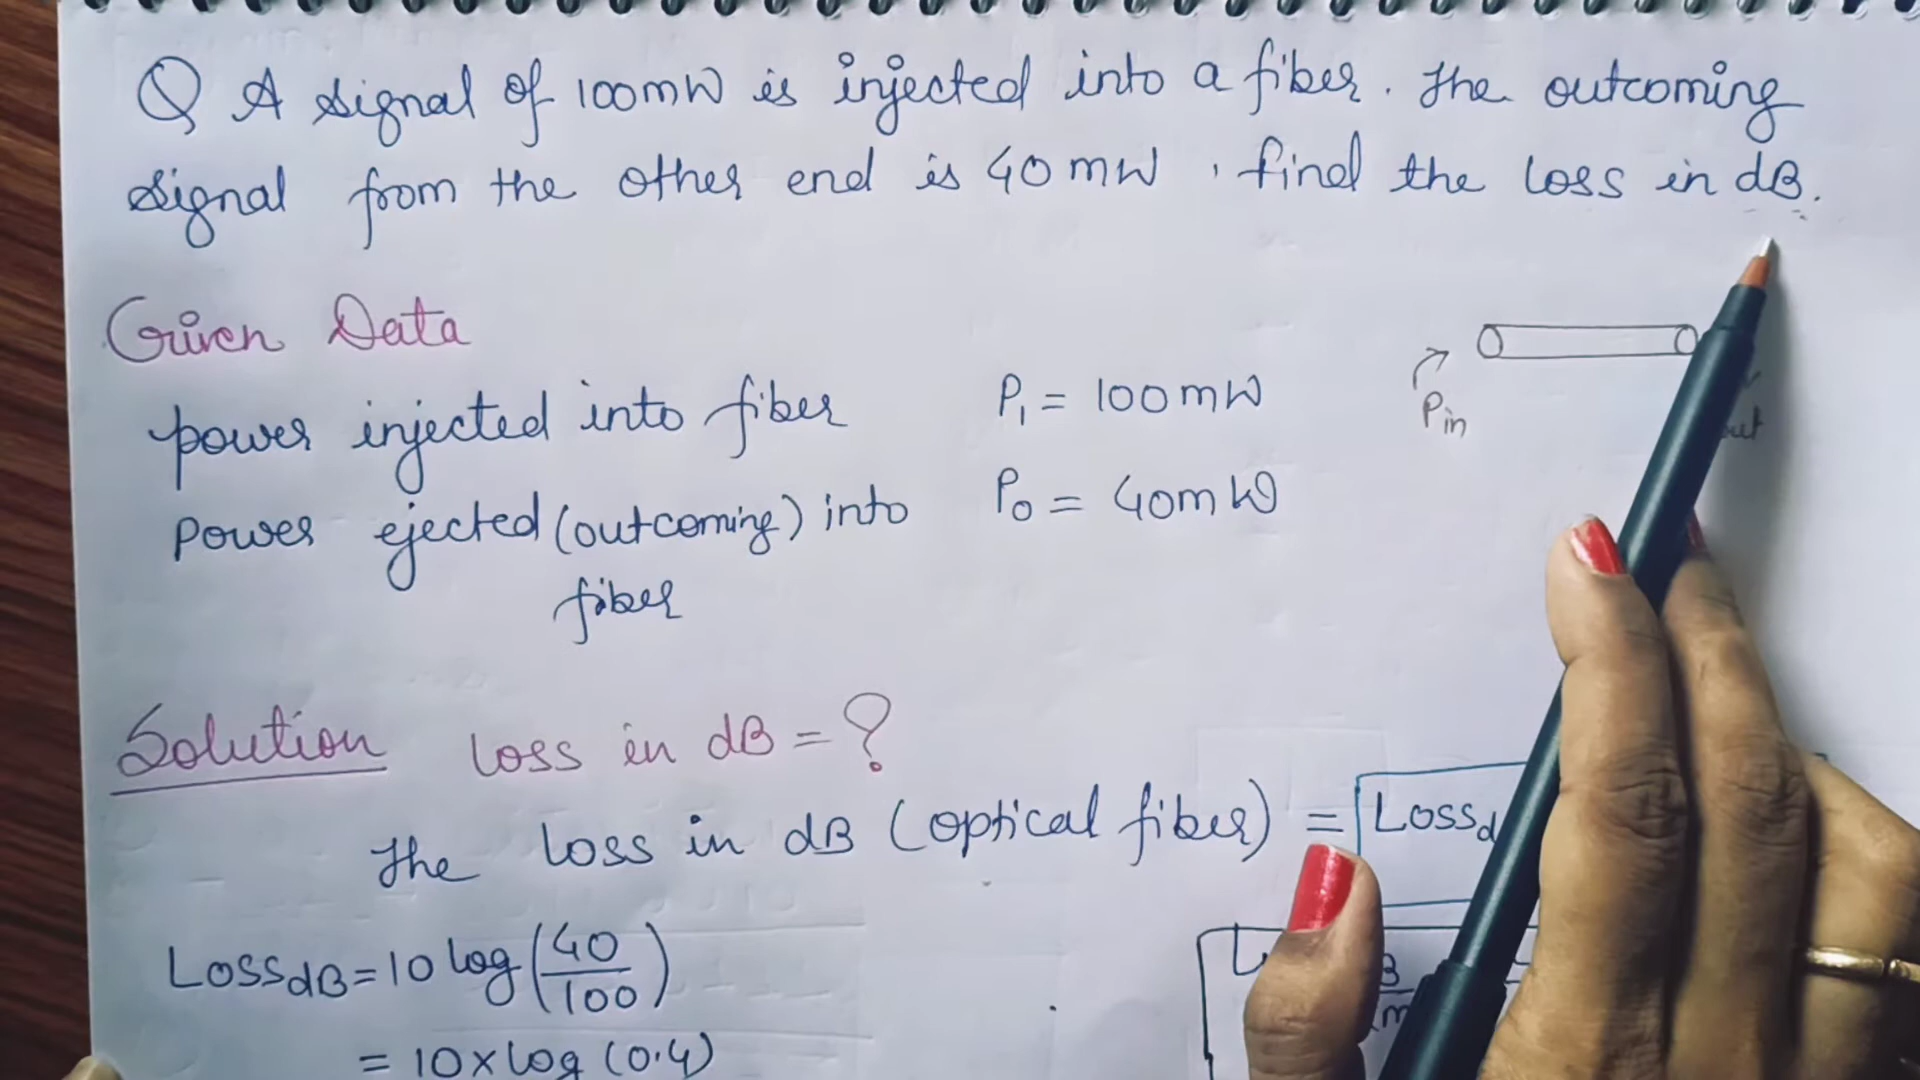 Q A signal of 100mW is injected into a fiber. The outcoming
signal from the other end is 40 mW. find the loss in dB.
Given Data
power injected into fiber P1 = 100mW
Pin
power ejected (outcoming) into P0 = 40mW
fiber
Solution loss in dB = ?
The loss in dB (optical fiber) =
LossdB = 10 log (40/100)
= 10 x log (0.4)